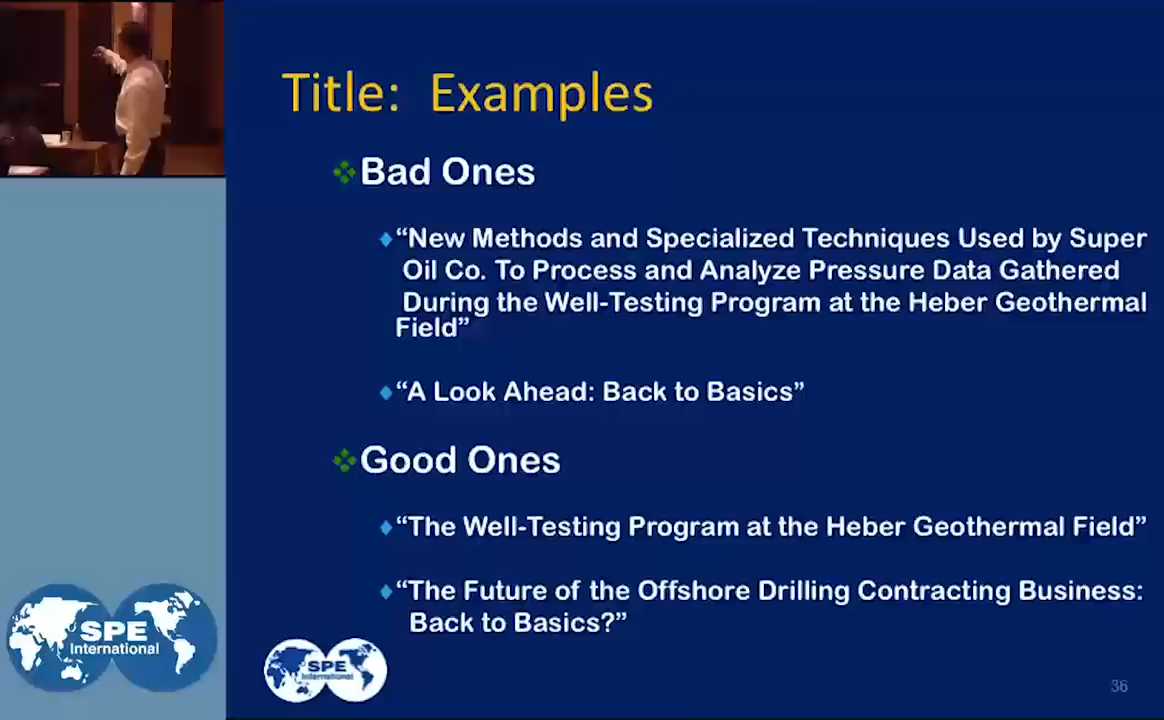 Title: Examples
Bad Ones
“New Methods and Specialized Techniques Used by Super
Oil Co. To Process and Analyze Pressure Data Gathered
During the Well-Testing Program at the Heber Geothermal
Field”
“A Look Ahead: Back to Basics”
Good Ones
“The Well-Testing Program at the Heber Geothermal Field”
“The Future of the Offshore Drilling Contracting Business:
Back to Basics?”
SPE
International
SPE
International
36